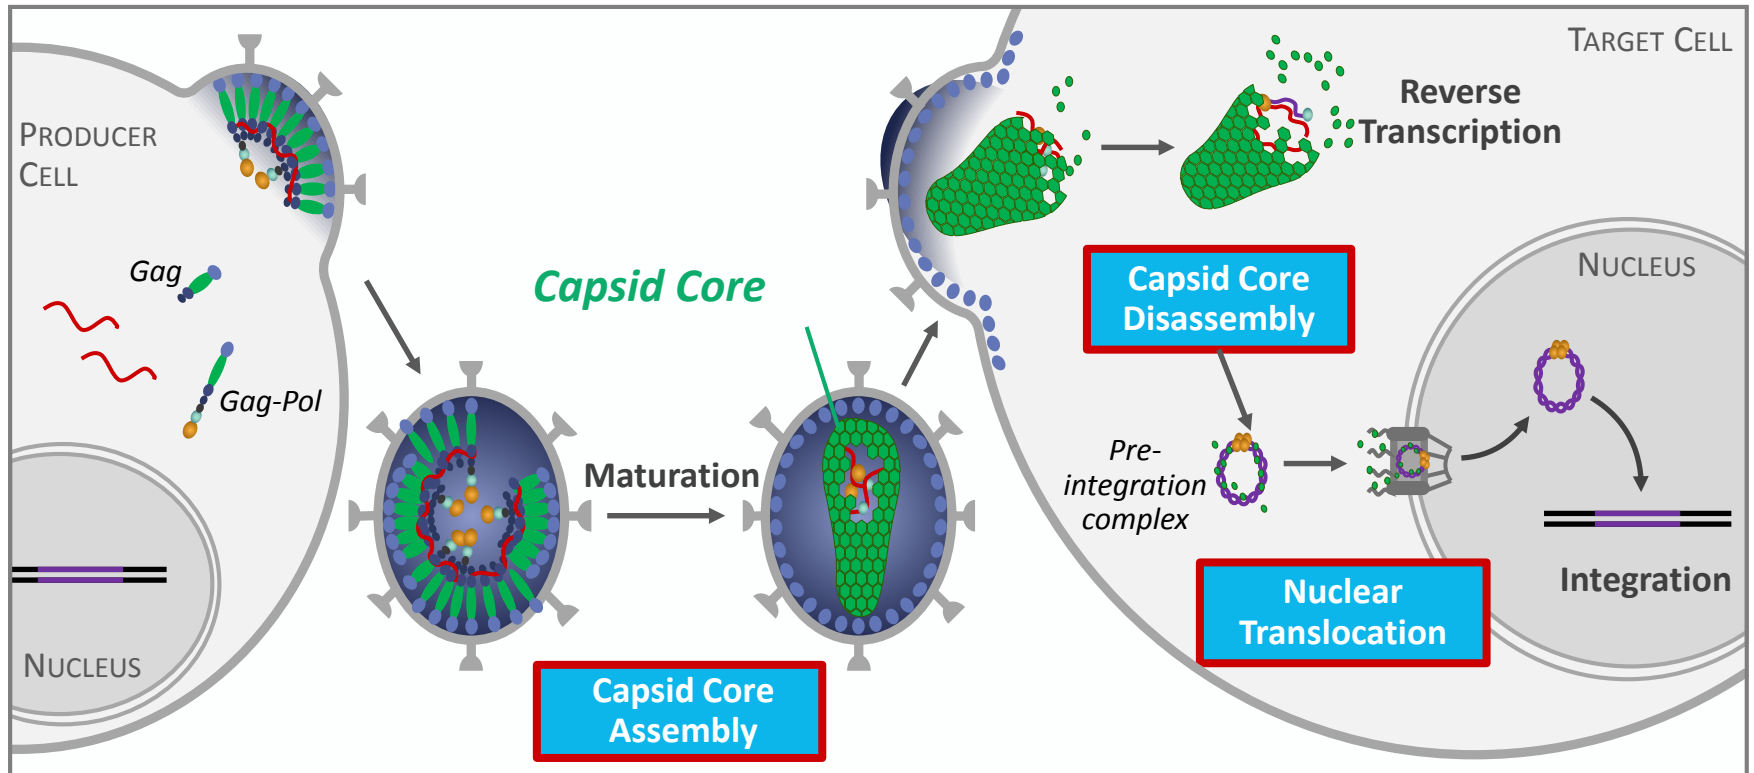 PRODUCER
CELL
Gag
Gag-Pol
NUCLEUS
Capsid Core
Maturation
Capsid Core
Assembly
TARGET CELL
Reverse
Transcription
Capsid Core
Disassembly
NUCLEUS
Pre-
integration
complex
Nuclear
Translocation
Integration